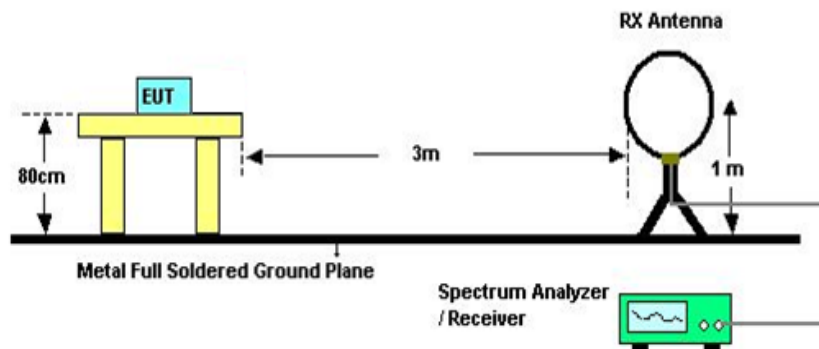 RX Antenna
EUT
3m
80cm
1 m
Metal Full Soldered Ground Plane
Spectrum Analyzer
/ Receiver